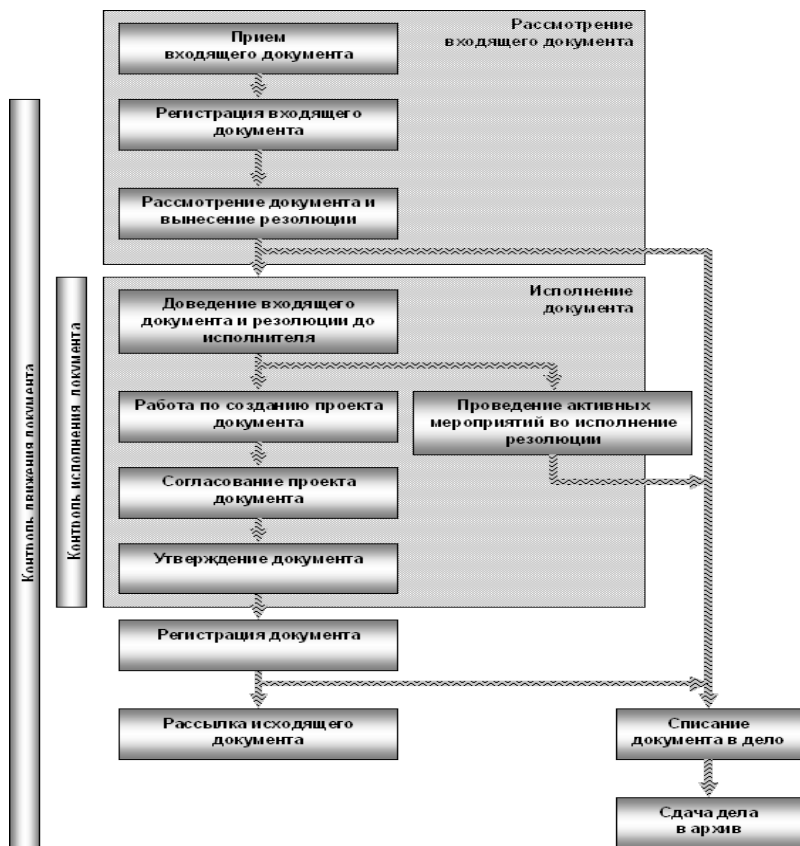 Рассмотрение
входящего документа
Прием
входящего документа
Регистрация входящего
документа
Рассмотрение документа и
вынесение резолюции
Исполнение
документа
Доведение входящего
документа и резолюции до
исполнителя
Работа по созданию проекта
документа
Проведение активных
мероприятий во исполнение
резолюции
Согласование проекта
документа
Утверждение документа
Регистрация документа
Рассылка исходящего
документа
Списание
документа в дело
Сдача дела
в архив
Контроль движения документа
Контроль исполнения документа